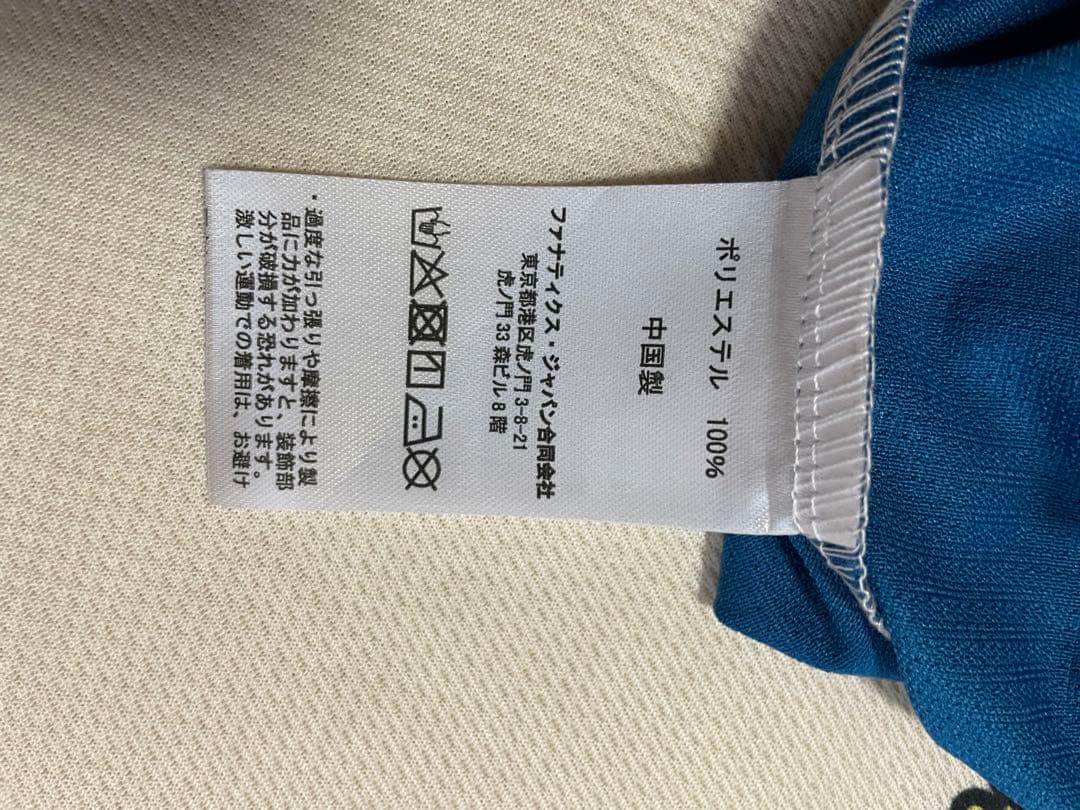 ポリエステル 100%
中国製
ファナティクス・ジャパン合同会社
東京都港区虎ノ門 3-8-21
虎ノ門 33 森ビル 8 階
・過度な引っ張りや摩擦により製
品に力が加わりますと、装飾部
分が破損する恐れがあります。
激しい運動での着用は、お避け